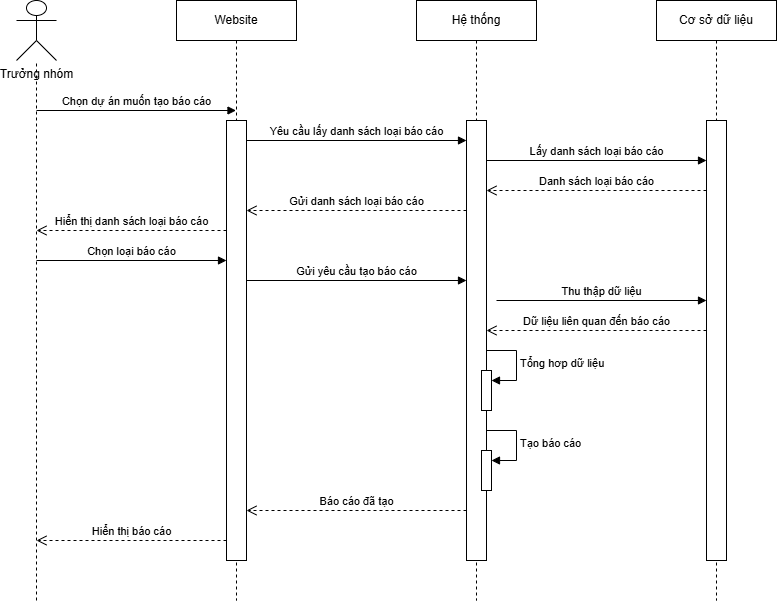 Website
Hệ thống
Cơ sở dữ liệu
Trưởng nhóm
Chọn dự án muốn tạo báo cáo
Yêu cầu lấy danh sách loại báo cáo
Lấy danh sách loại báo cáo
Danh sách loại báo cáo
Gửi danh sách loại báo cáo
Hiển thị danh sách loại báo cáo
Chọn loại báo cáo
Gửi yêu cầu tạo báo cáo
Thu thập dữ liệu
Dữ liệu liên quan đến báo cáo
Tổng hơp dữ liệu
Tạo báo cáo
Báo cáo đã tạo
Hiển thị báo cáo